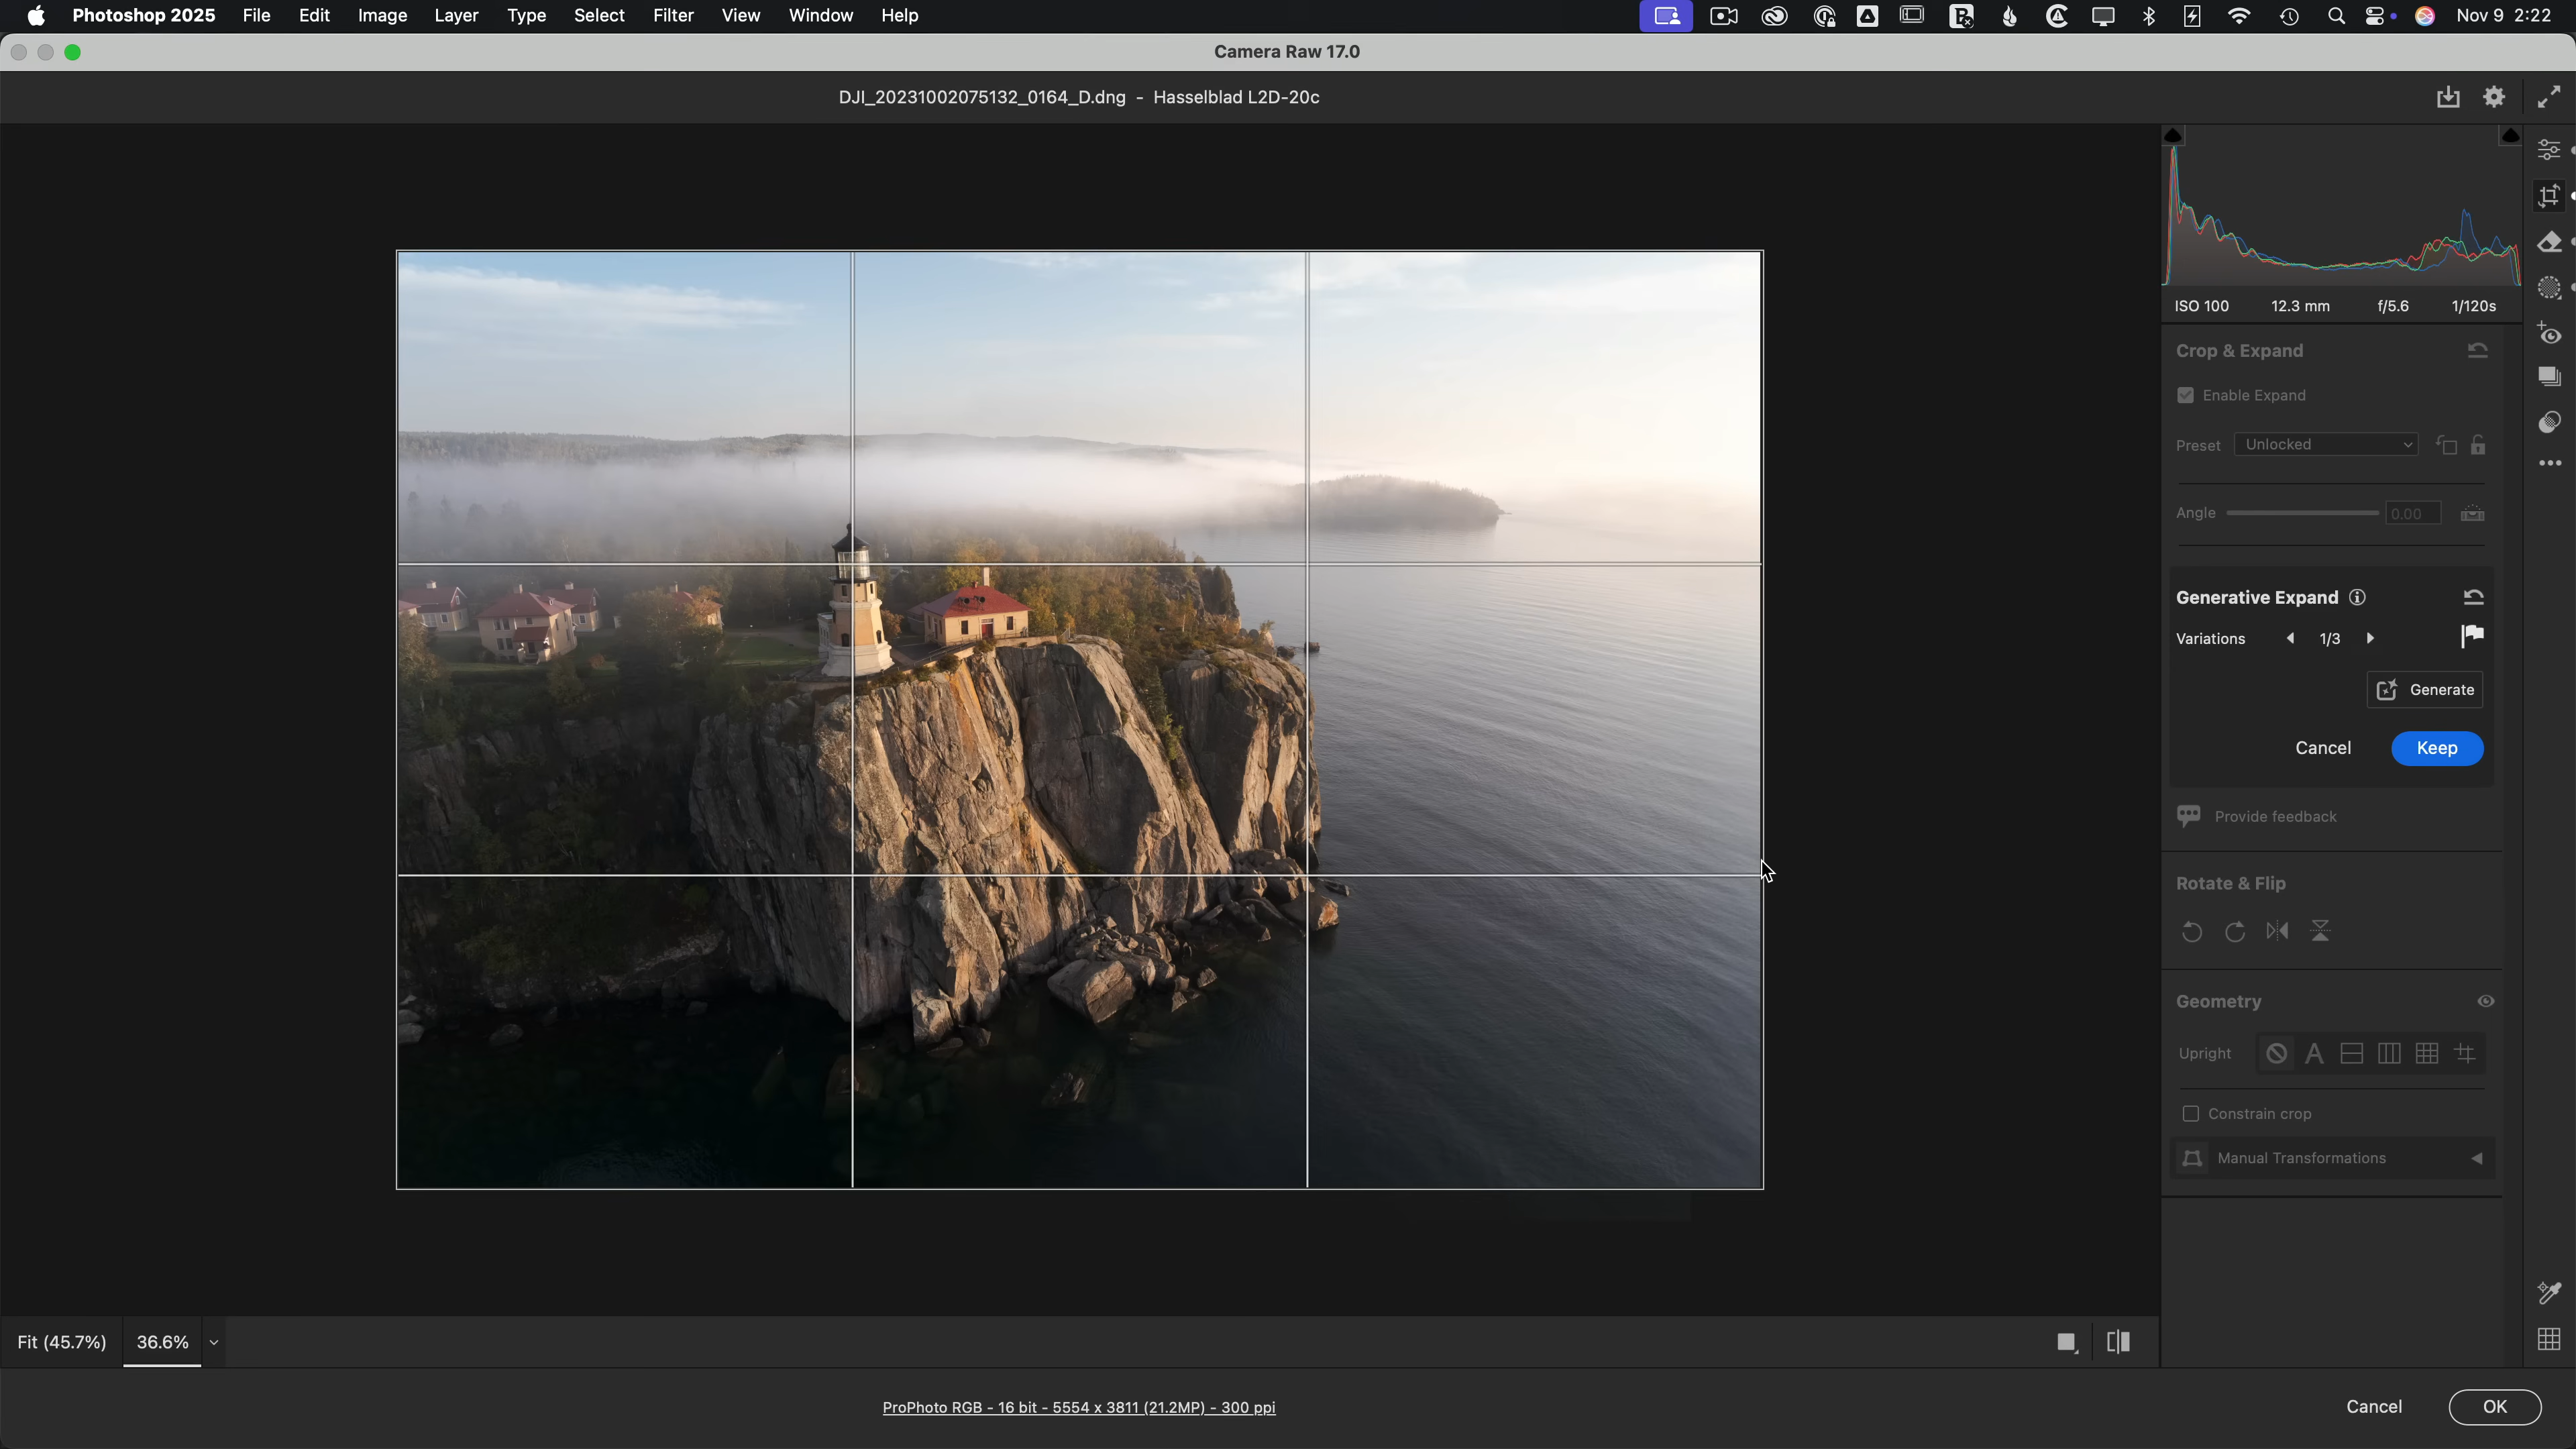 Photoshop 2025 File Edit Image Layer Type Select Filter View Window Help Nov 9 2:22
Camera Raw 17.0
DJI_20231002075132_0164_D.dng - Hasselblad L2D-20c
ISO 100 12.3 mm f/5.6 1/120s
Crop & Expand
Enable Expand
Preset Unlocked
Angle 0.00
Generative Expand
Variations 1/3
Generate
Cancel Keep
Provide feedback
Rotate & Flip
Geometry
Upright A
Constrain crop
Manual Transformations
Fit (45.7%) 36.6%
ProPhoto RGB - 16 bit - 5554 x 3811 (21.2MP) - 300 ppi
Cancel OK